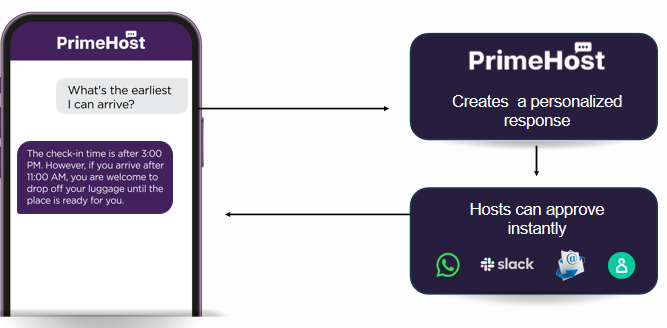 PrimeHost
What's the earliest
I can arrive?
The check-in time is after 3:00
PM. However, if you arrive after
11:00 AM, you are welcome to
drop off your luggage until the
place is ready for you.
PrimeHost
Creates a personalized
response
Hosts can approve
instantly
slack
@